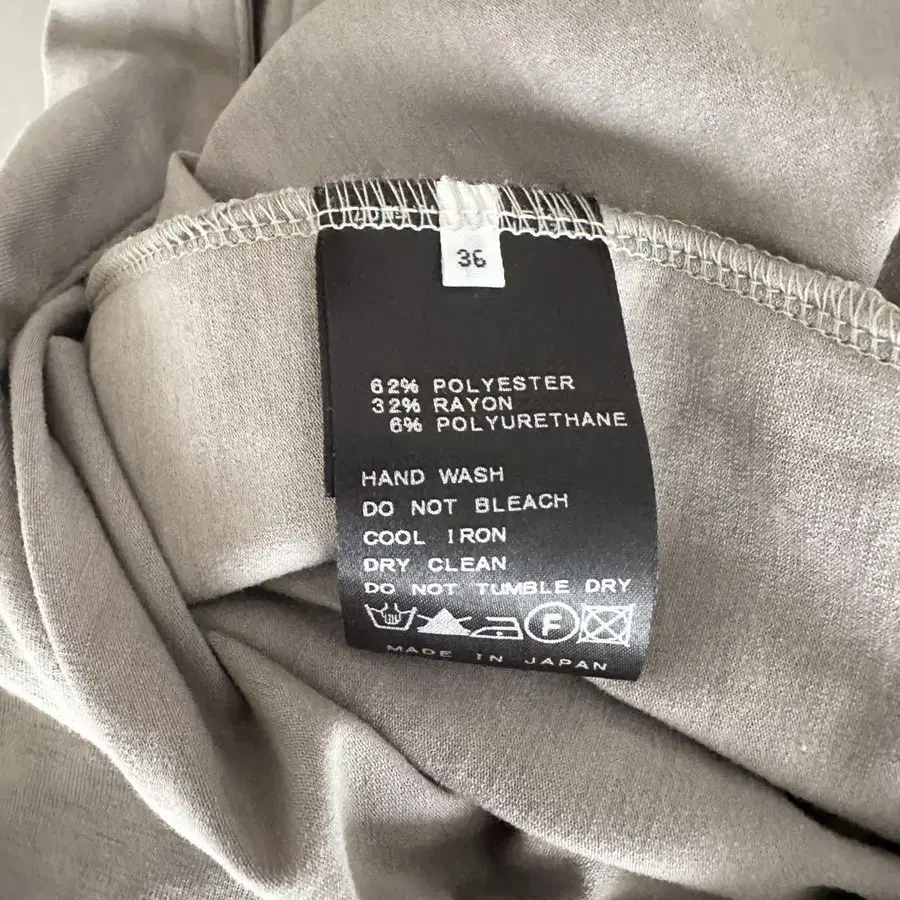 36
62% POLYESTER
32% RAYON
6% POLYURETHANE
HAND WASH
DO NOT BLEACH
COOL IRON
DRY CLEAN
DO NOT TUMBLE DRY
F
MADE IN JAPAN